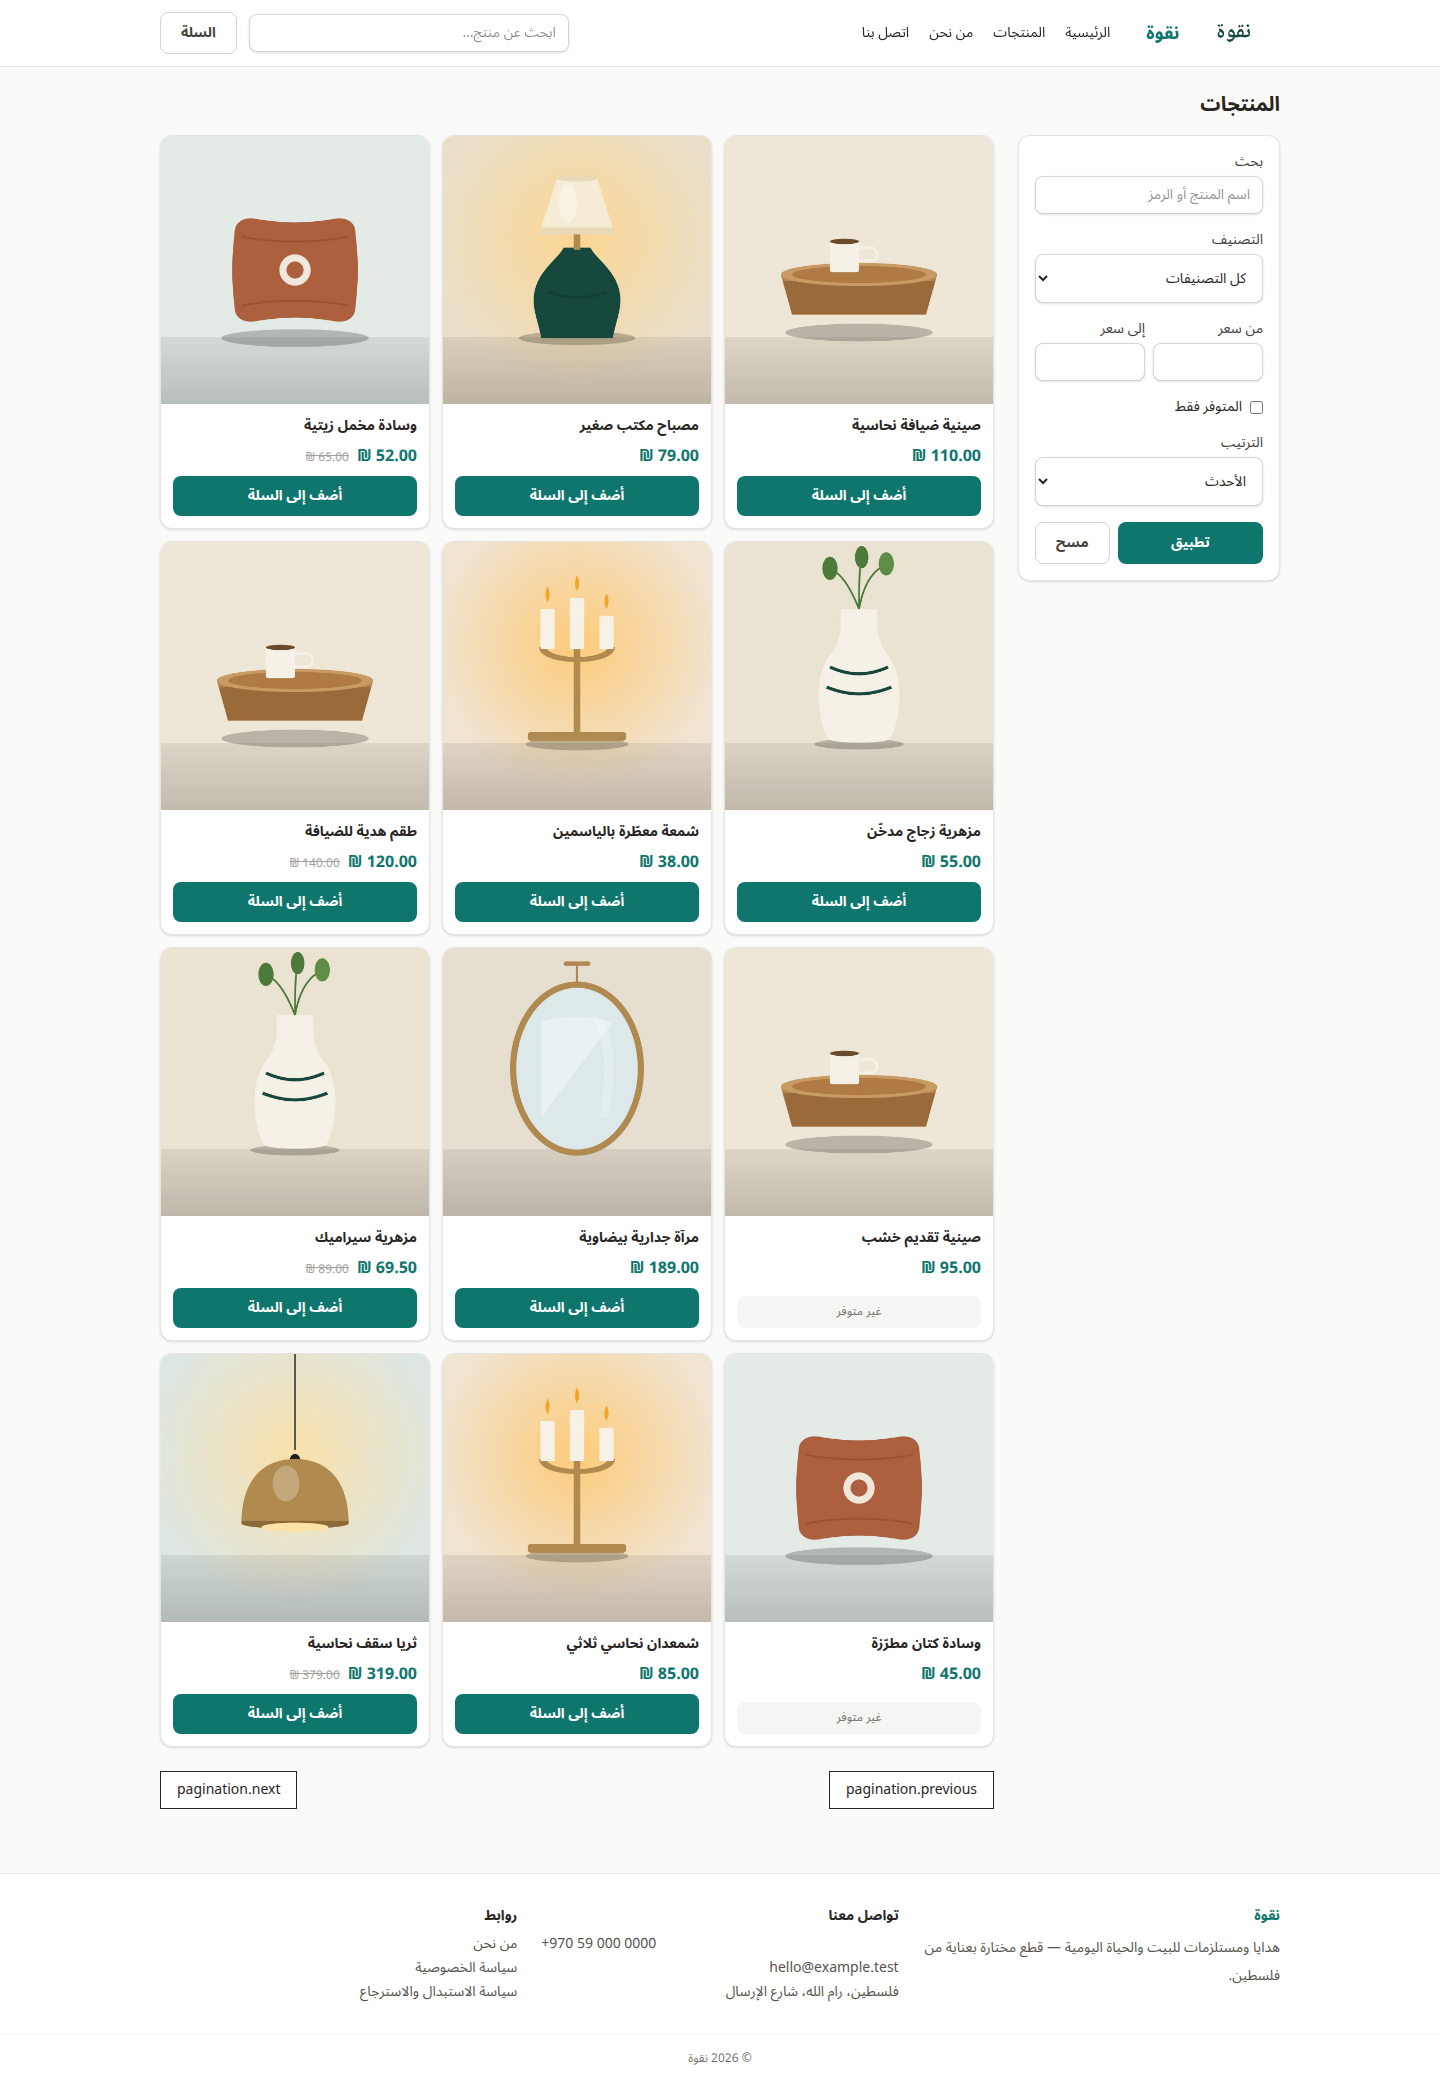 نقوة
نقوة
الرئيسية
المنتجات
من نحن
اتصل بنا
ابحث عن منتج...
السلة
المنتجات
بحث
اسم المنتج أو الرمز
التصنيف
كل التصنيفات
من سعر
إلى سعر
المتوفر فقط
الترتيب
الأحدث
تطبيق
مسح
صينية ضيافة نحاسية
110.00 ₪
أضف إلى السلة
مصباح مكتب صغير
79.00 ₪
أضف إلى السلة
وسادة مخمل زيتية
52.00 ₪ 65.00 ₪
أضف إلى السلة
مزهرية زجاج مدخّن
55.00 ₪
أضف إلى السلة
شمعة معطّرة بالياسمين
38.00 ₪
أضف إلى السلة
طقم هدية للضيافة
120.00 ₪ 140.00 ₪
أضف إلى السلة
صينية تقديم خشب
95.00 ₪
غير متوفر
مرآة جدارية بيضاوية
189.00 ₪
أضف إلى السلة
مزهرية سيراميك
69.50 ₪ 89.00 ₪
أضف إلى السلة
وسادة كتان مطرّزة
45.00 ₪
غير متوفر
شمعدان نحاسي ثلاثي
85.00 ₪
أضف إلى السلة
ثريا سقف نحاسية
319.00 ₪ 379.00 ₪
أضف إلى السلة
pagination.previous
pagination.next
نقوة
هدايا ومستلزمات للبيت والحياة اليومية — قطع مختارة بعناية من
فلسطين.
تواصل معنا
+970 59 000 0000
hello@example.test
فلسطين، رام الله، شارع الإرسال
روابط
من نحن
سياسة الخصوصية
سياسة الاستبدال والاسترجاع
© 2026 نقوة